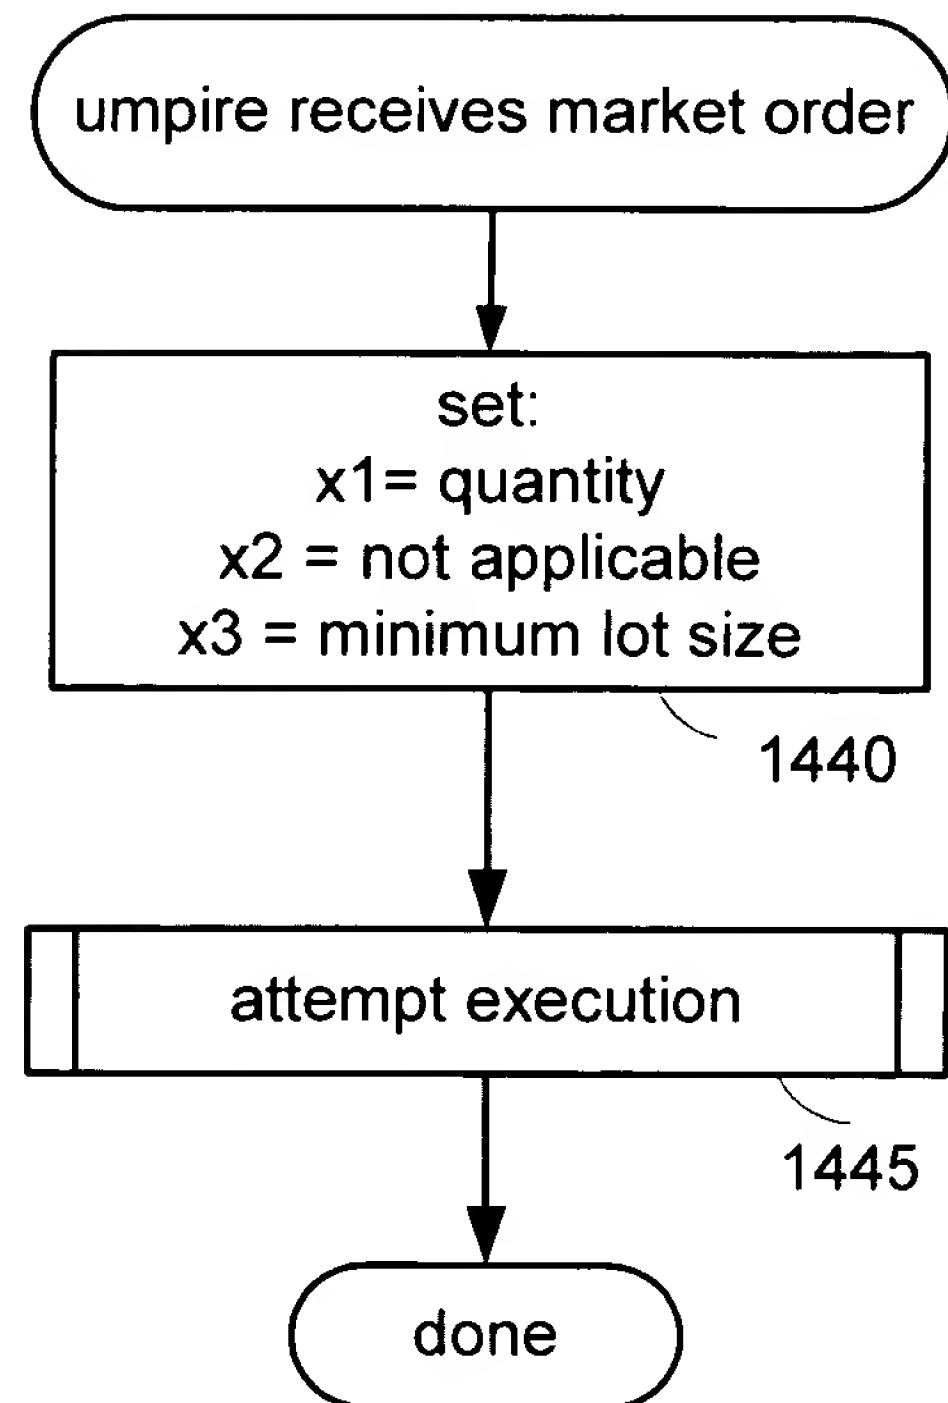 umpire receives market order
set:
x1= quantity
x2 = not applicable
x3 = minimum lot size
1440
attempt execution
1445
done